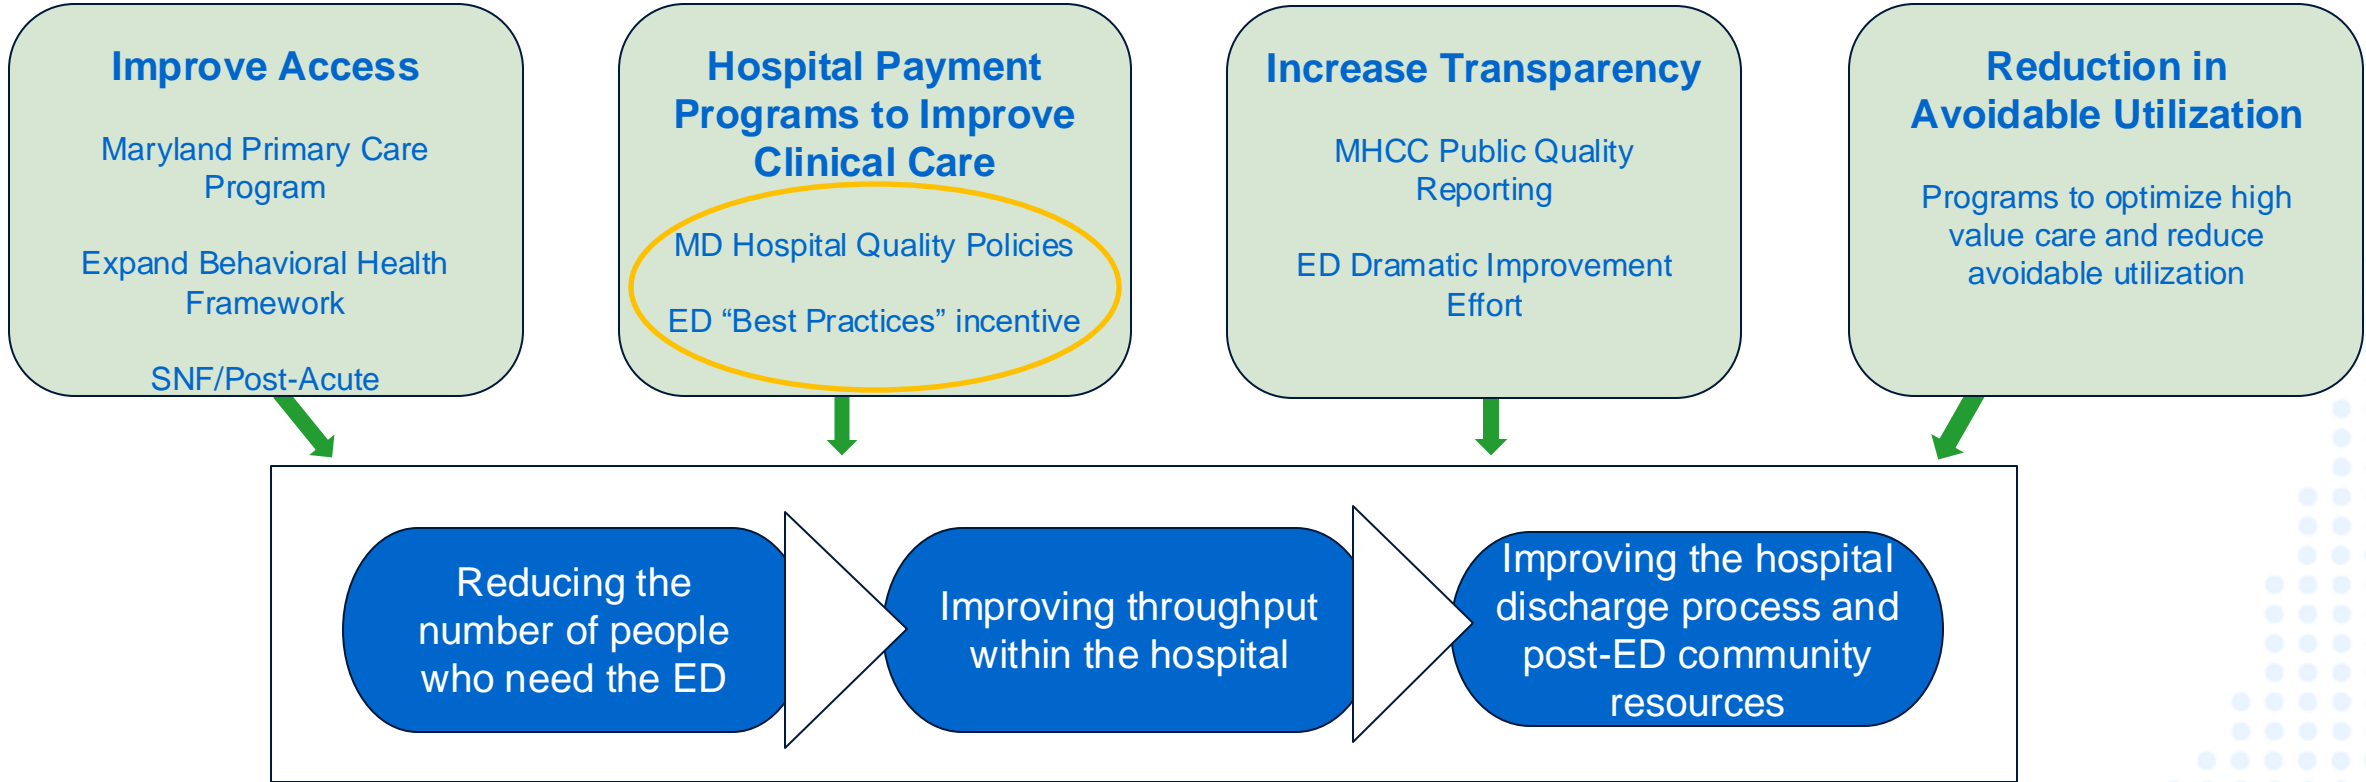 Improve Access
Maryland Primary Care
Program
Expand Behavioral Health
Framework
SNF/Post-Acute
Hospital Payment
Programs to Improve
Clinical Care
MD Hospital Quality Policies
ED “Best Practices” incentive
Increase Transparency
MHCC Public Quality
Reporting
ED Dramatic Improvement
Effort
Reduction in
Avoidable Utilization
Programs to optimize high
value care and reduce
avoidable utilization
Reducing the
number of people
who need the ED
Improving throughput
within the hospital
Improving the hospital
discharge process and
post-ED community
resources